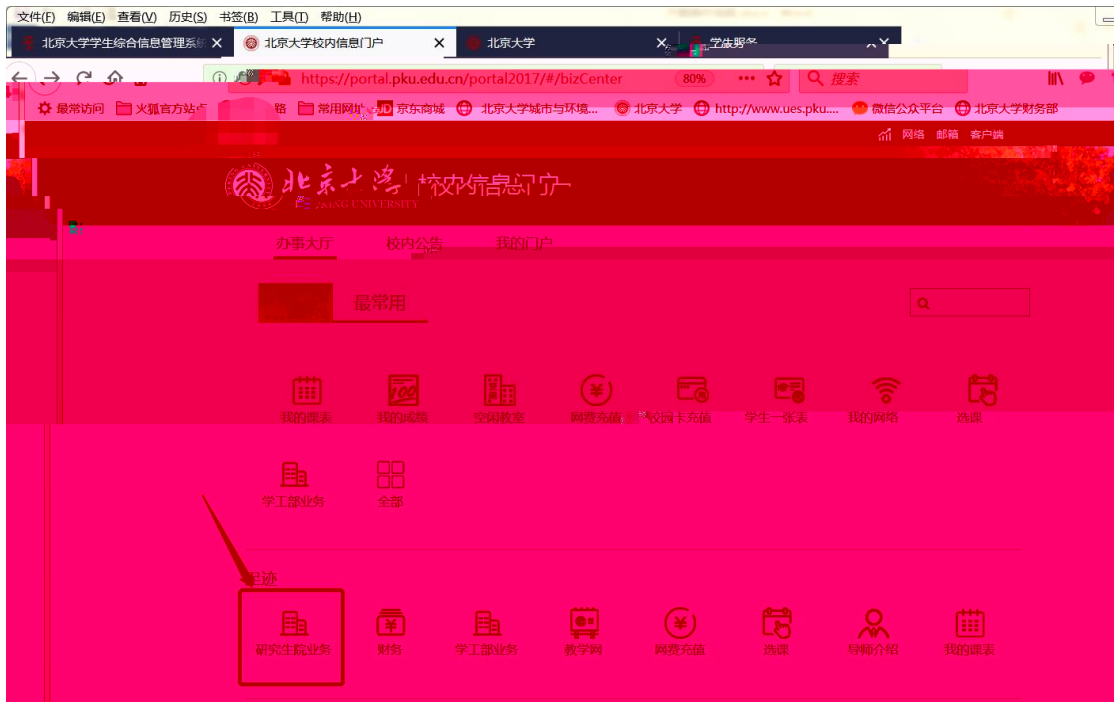 文件(F) 编辑(E) 查看(V) 历史(S) 书签(B) 工具(T) 帮助(H)
北京大学学生综合信息管理系统 × 北京大学校内信息门户 × 北京大学 ×
https://portal.pku.edu.cn/portal2017/#/bizCenter 80% ••• 搜索
最常访问 火狐官方站点 常用网址 JD 京东商城 北京大学城市与环境... 北京大学 http://www.ues.pku.... 微信公众平台 北京大学财务部
网络 邮箱 客户端
北京大学 校内信息门户
UNIVERSITY
办事大厅 校内公告 我的门户
最常用
我的课表 我的成绩 空闲教室 网费充值 校园卡充值 学生一张表 我的网络 选课
学工部业务 全部
足迹
研究生院业务 财务 学工部业务 教学网 网费充值 选课 导师介绍 我的课表